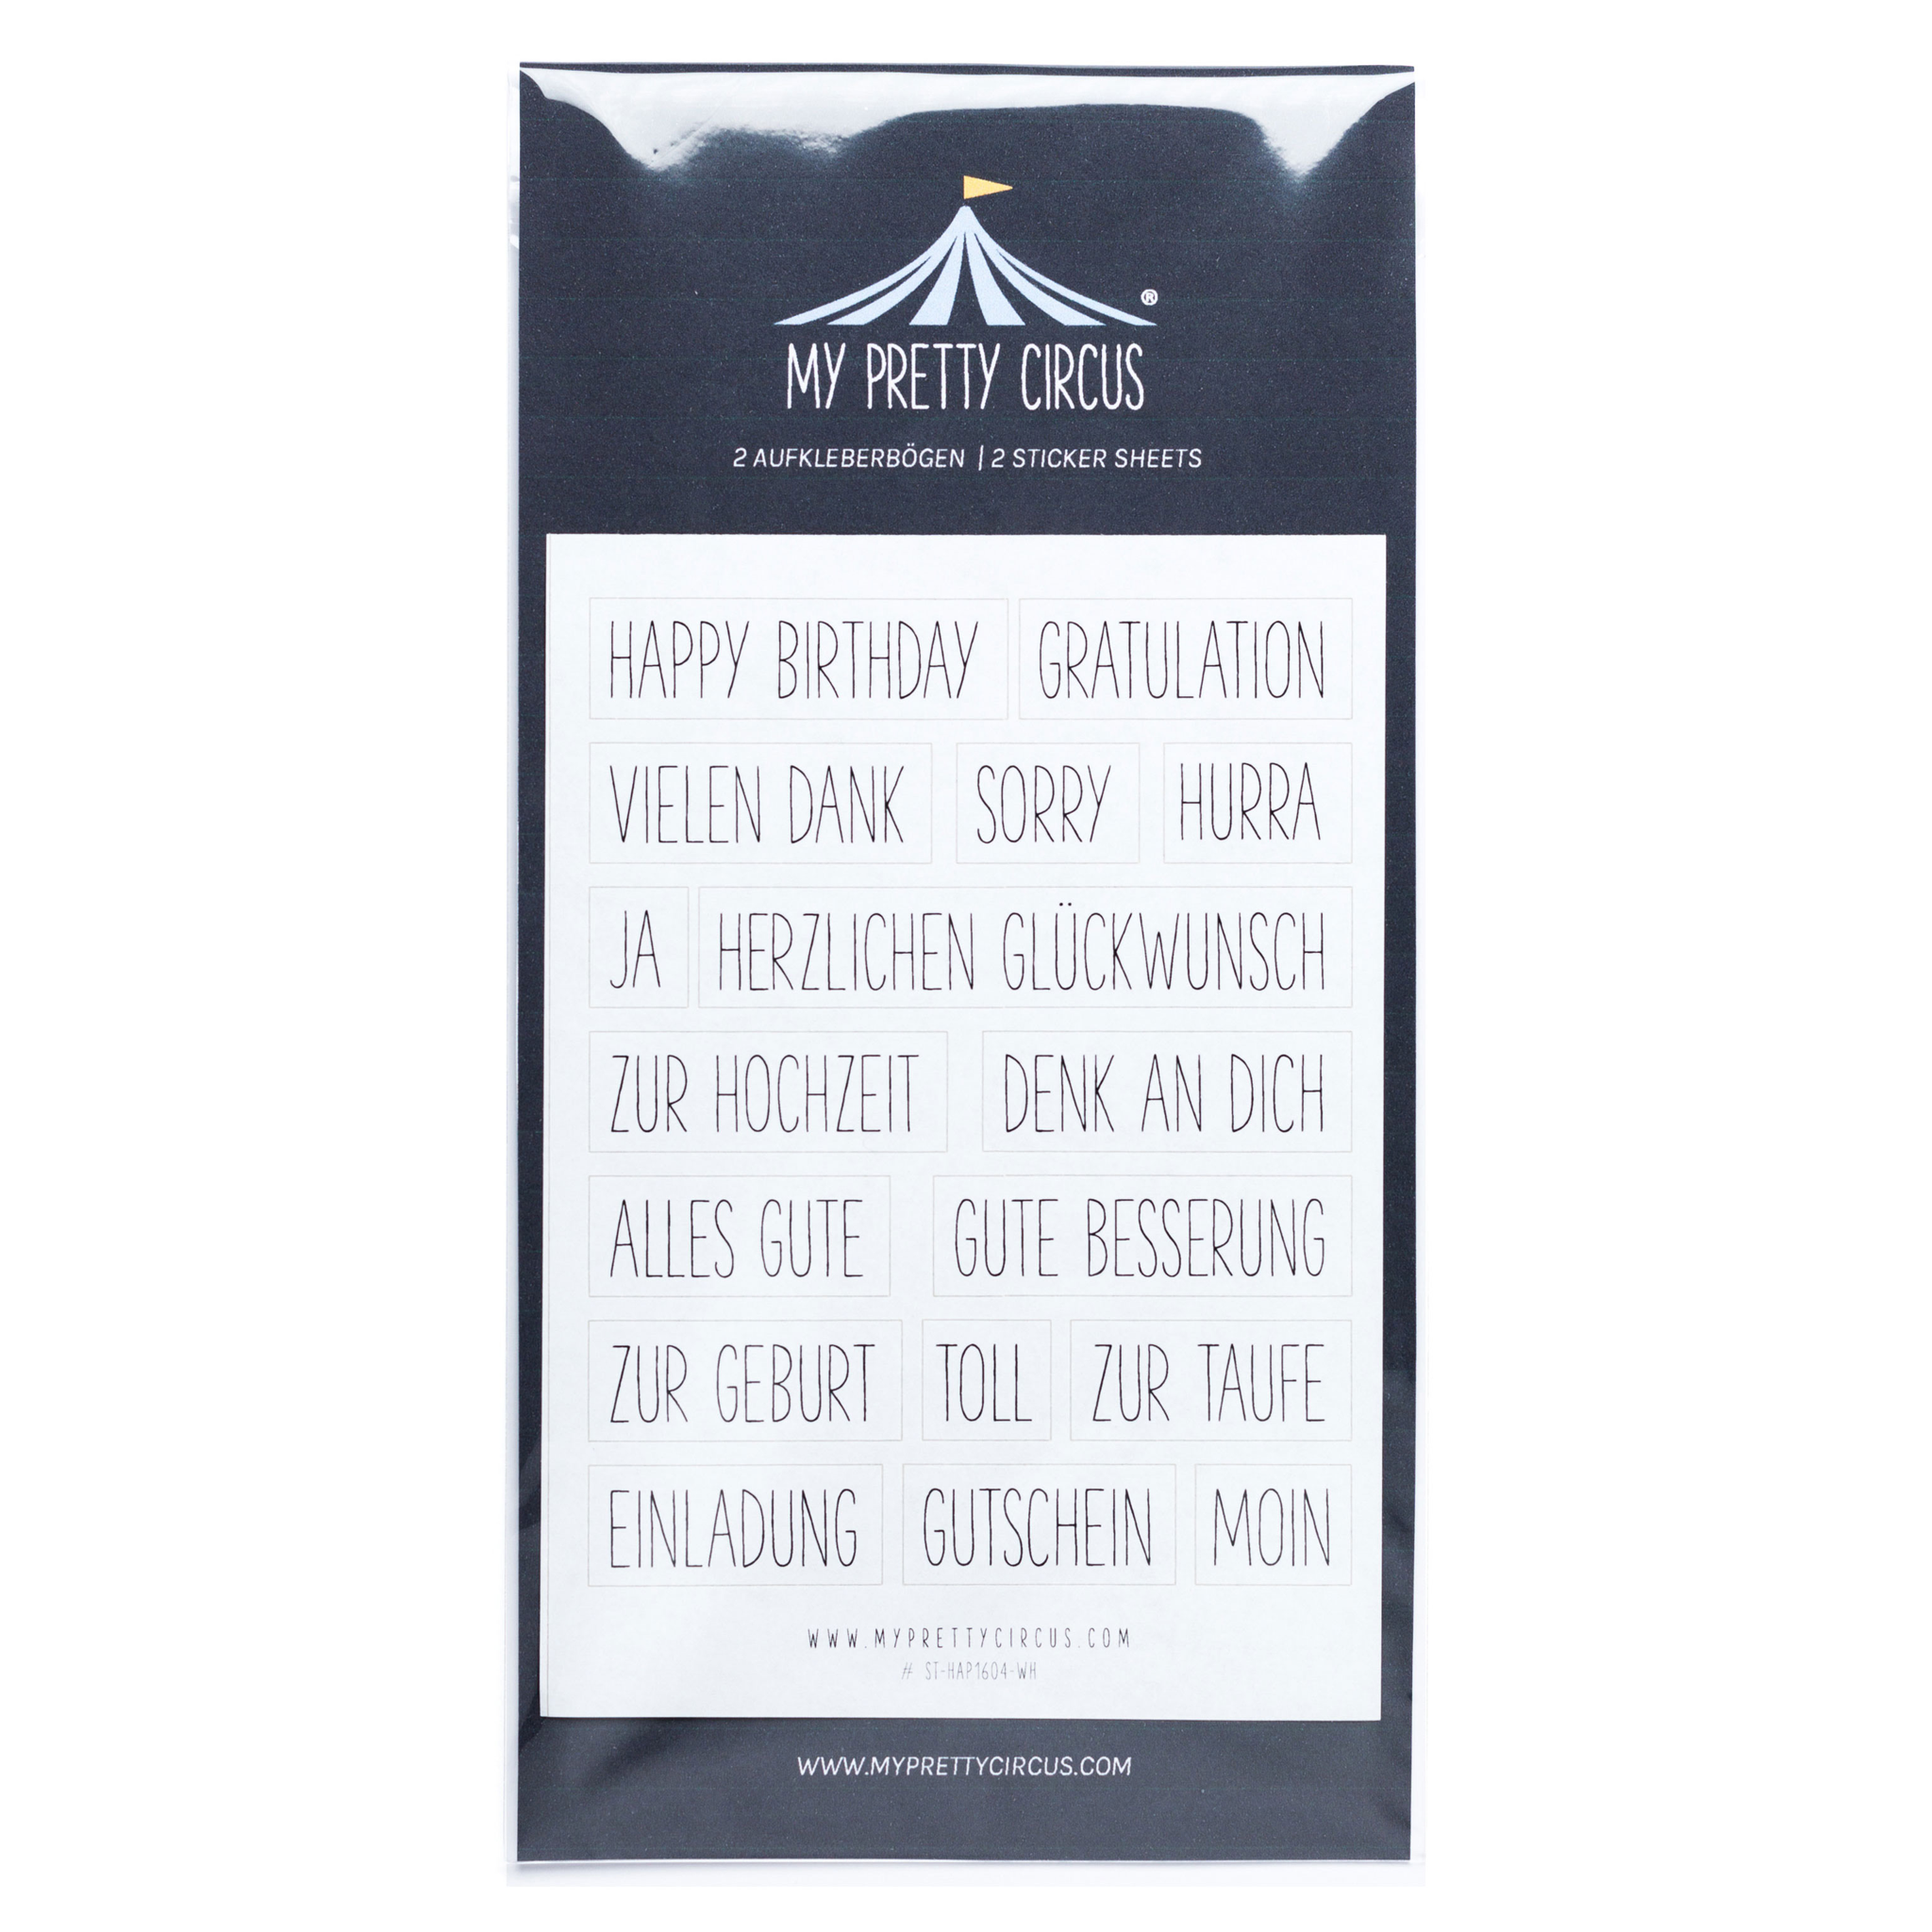 ®
MY PRETTY CIRCUS
2 AUFKLEBERBÖGEN | 2 STICKER SHEETS
HAPPY BIRTHDAY GRATULATION
VIELEN DANK SORRY HURRA
JA HERZLICHEN GLÜCKWUNSCH
ZUR HOCHZEIT DENK AN DICH
ALLES GUTE GUTE BESSERUNG
ZUR GEBURT TOLL ZUR TAUFE
EINLADUNG GUTSCHEIN MOIN
WWW.MYPRETTYCIRCUS.COM
# ST-HAP1604-WH
WWW.MYPRETTYCIRCUS.COM